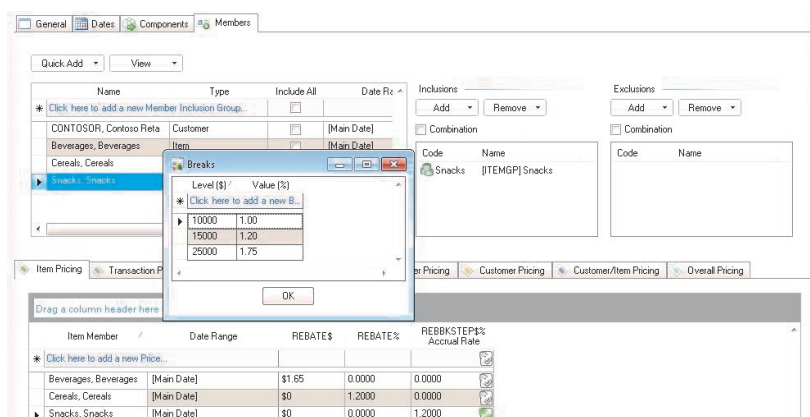 General Dates Components Members
Quick Add View
Name Type Include All Date Ra
Click here to add a new Member Inclusion Group...
CONTOSOR, Contoso Reta Customer [Main Date]
Beverages, Beverages Item [Main Date]
Cereals, Cereals
Snacks, Snacks
Inclusions
Add Remove
Combination
Code Name
Snacks [ITEMGP] Snacks
Exclusions
Add Remove
Combination
Code Name
Breaks
Level ($) Value (%)
Click here to add a new B...
10000 1.00
15000 1.20
25000 1.75
OK
Item Pricing Transaction P er Pricing Customer Pricing Customer/Item Pricing Overall Pricing
Drag a column header here
Item Member Date Range REBATE$ REBATE% REBBKSTEP$%
Accrual Rate
Click here to add a new Price...
Beverages, Beverages [Main Date] $1.65 0.0000 0.0000
Cereals, Cereals [Main Date] $0 1.2000 0.0000
Snacks, Snacks [Main Date] $0 0.0000 1.2000